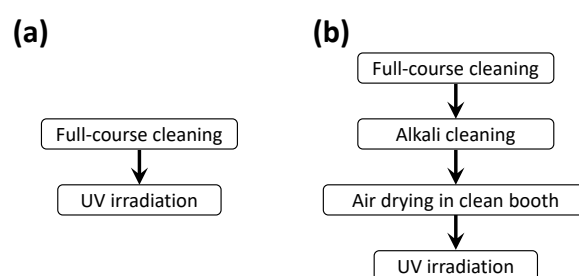 (a)
Full-course cleaning
UV irradiation
(b)
Full-course cleaning
Alkali cleaning
Air drying in clean booth
UV irradiation